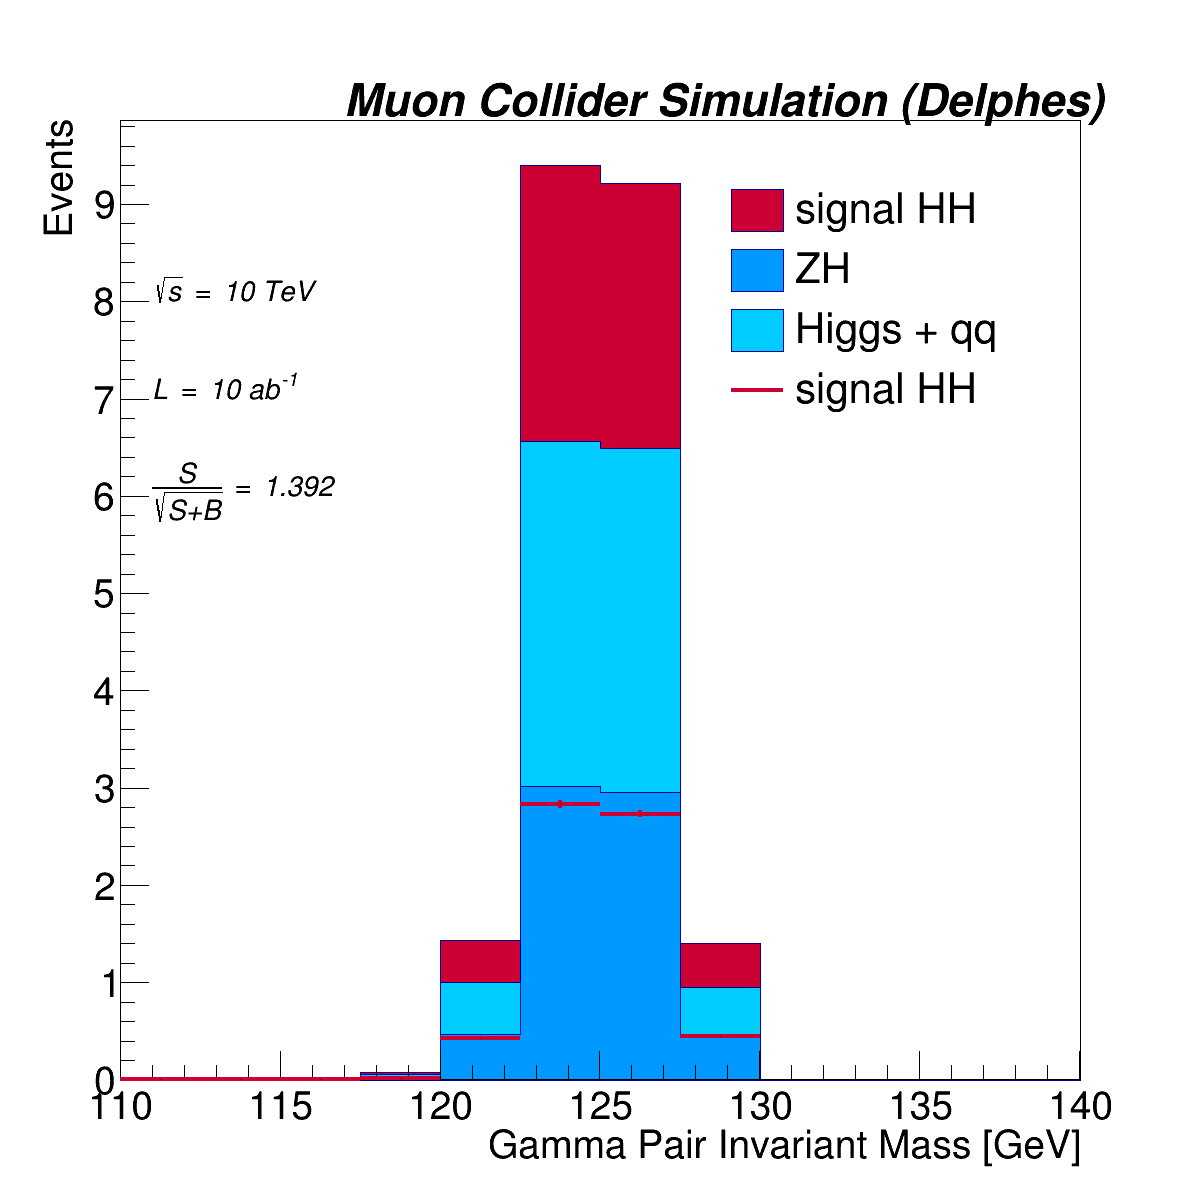 Muon Collider Simulation (Delphes)
Events
9
8
7
6
5
4
3
2
1
0
√s = 10 TeV
L = 10 ab⁻¹
S
√S+B
= 1.392
signal HH
ZH
Higgs + qq
signal HH
110 115 120 125 130 135 140
Gamma Pair Invariant Mass [GeV]